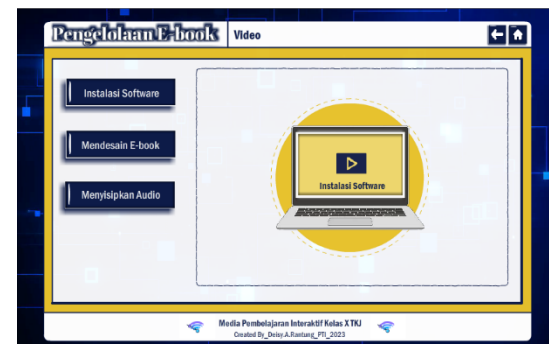 Pengelolaan E-book
Video
Instalasi Software
Mendesain E-book
Menyisipkan Audio
Instalasi Software
Media Pembelajaran Interaktif Kelas X TKJ
Created By_Deisy.A.Rantung_PTI_2023